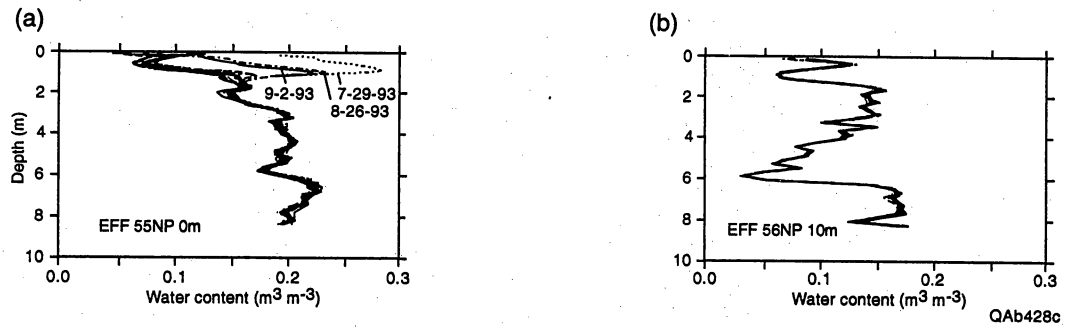 (a)
0
2
4
6
8
10
Depth (m)
9-2-93
7-29-93
8-26-93
EFF 55NP 0m
0.0
0.1
0.2
0.3
Water content (m³ m-³)
(b)
0
2
4
6
8
10
EFF 56NP 10m
0.0
0.1
0.2
0.3
Water content (m³ m-³)
QAb428c